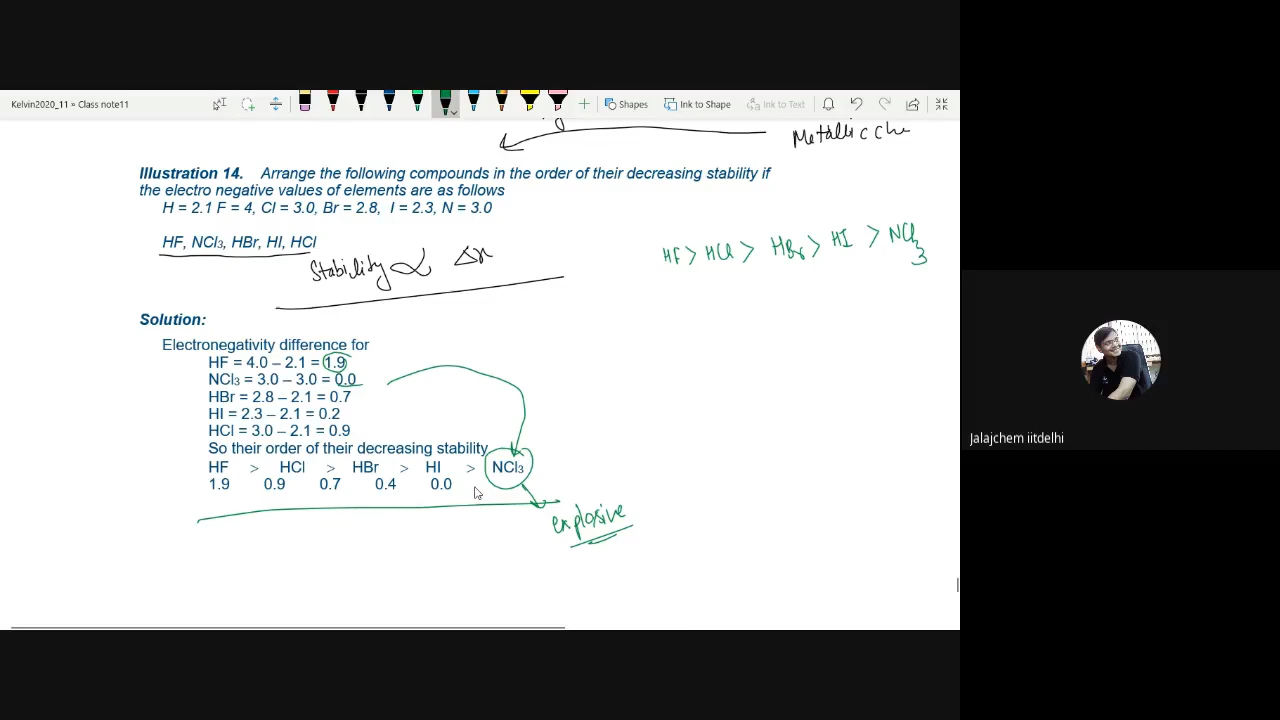 Kelvin2020_11 » Class note11
Shapes
Ink to Shape
Ink to Text
Metallic Cha
Illustration 14. Arrange the following compounds in the order of their decreasing stability if
the electro negative values of elements are as follows
H = 2.1 F = 4, Cl = 3.0, Br = 2.8, I = 2.3, N = 3.0
HF, NCl₃, HBr, HI, HCl
HF > HCl > HBr > HI > NCl₃
Stability ∝ Δx
Solution:
Electronegativity difference for
HF = 4.0 – 2.1 = 1.9
NCl₃ = 3.0 – 3.0 = 0.0
HBr = 2.8 – 2.1 = 0.7
HI = 2.3 – 2.1 = 0.2
HCl = 3.0 – 2.1 = 0.9
So their order of their decreasing stability
HF > HCl > HBr > HI > NCl₃
1.9 0.9 0.7 0.4 0.0
explosive
Jalajchem iitdelhi